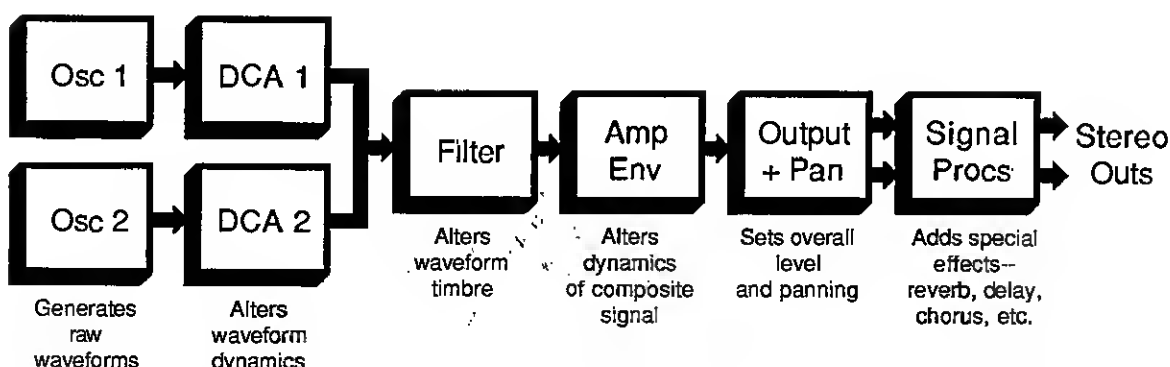 Osc 1
DCA 1
Osc 2
DCA 2
Filter
Amp
Env
Output
+ Pan
Signal
Procs
Stereo
Outs
Generates
raw
waveforms
Alters
waveform
dynamics
Alters
waveform
timbre
Alters
dynamics
of composite
signal
Sets overall
level
and panning
Adds special
effects--
reverb, delay,
chorus, etc.